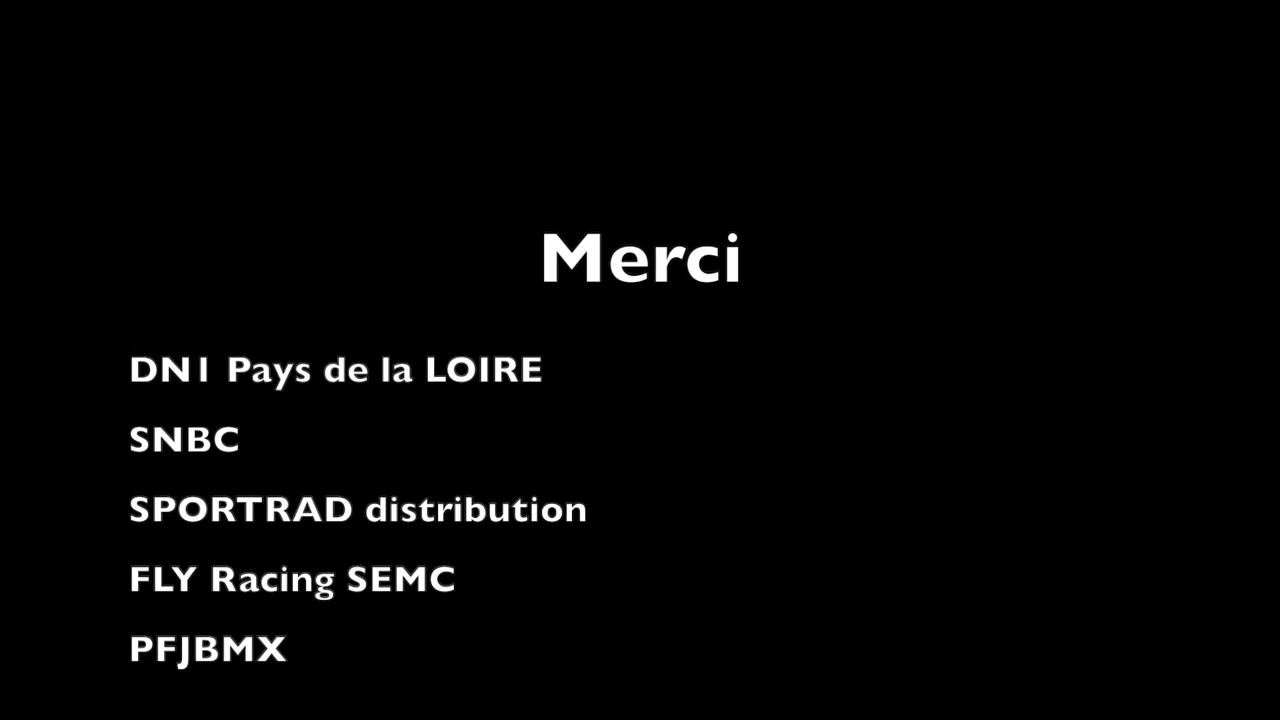 Merci
DN1 Pays de la LOIRE
SNBC
SPORTRAD distribution
FLY Racing SEMC
PFJBMX